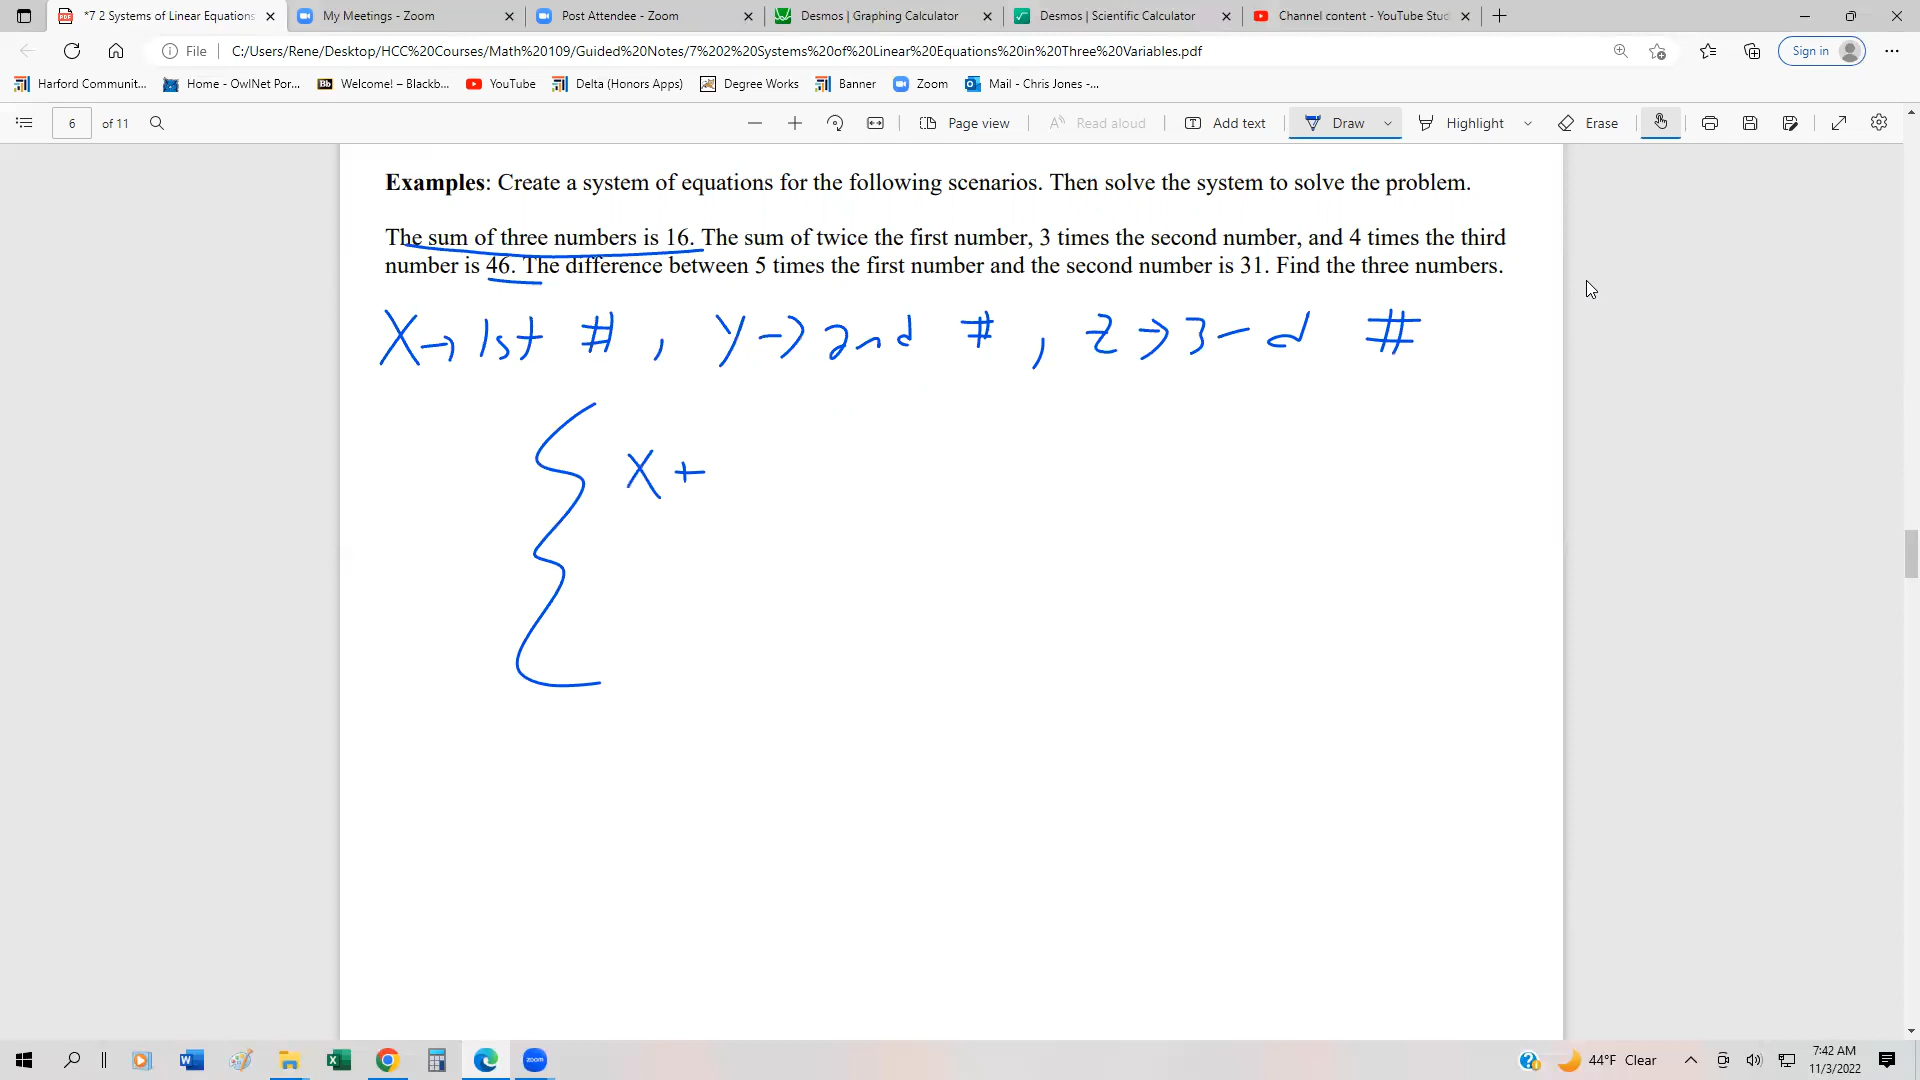 *7 2 Systems of Linear Equations
My Meetings - Zoom
Post Attendee - Zoom
Desmos | Graphing Calculator
Desmos | Scientific Calculator
Channel content - YouTube Stud
File
C:/Users/Rene/Desktop/HCC%20Courses/Math%20109/Guided%20Notes/7%202%20Systems%20of%20Linear%20Equations%20in%20Three%20Variables.pdf
Sign in
Harford Communit... Home - OwlNet Por... Welcome! – Blackb... YouTube Delta (Honors Apps) Degree Works Banner Zoom Mail - Chris Jones -...
6 of 11 Page view Read aloud Add text Draw Highlight Erase
Examples: Create a system of equations for the following scenarios. Then solve the system to solve the problem.
The sum of three numbers is 16. The sum of twice the first number, 3 times the second number, and 4 times the third
number is 46. The difference between 5 times the first number and the second number is 31. Find the three numbers.
X → 1st #, y → 2nd #, z → 3rd #
{ X +
44°F Clear
7:42 AM
11/3/2022